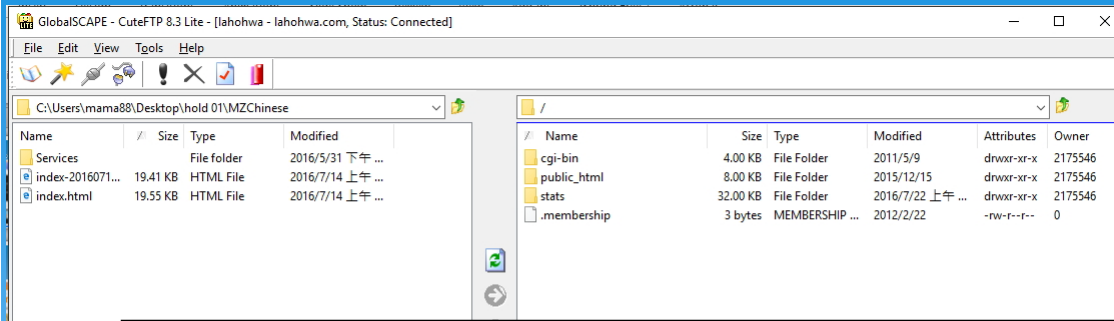 GlobalSCAPE - CuteFTP 8.3 Lite - [lahohwa - lahohwa.com, Status: Connected]
File Edit View Tools Help
C:\Users\mama88\Desktop\hold 01\MZChinese
Name Size Type Modified
Services File folder 2016/5/31 下午 ...
index-2016071... 19.41 KB HTML File 2016/7/14 上午 ...
index.html 19.55 KB HTML File 2016/7/14 上午 ...
/
Name Size Type Modified Attributes Owner
cgi-bin 4.00 KB File Folder 2011/5/9 drwxr-xr-x 2175546
public_html 8.00 KB File Folder 2015/12/15 drwxr-xr-x 2175546
stats 32.00 KB File Folder 2016/7/22 上午 ... drwxr-xr-x 2175546
.membership 3 bytes MEMBERSHIP ... 2012/2/22 -rw-r--r-- 0